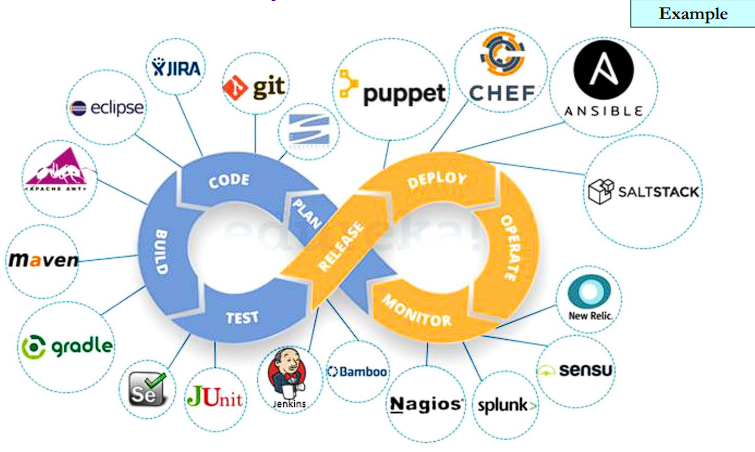 Example
JIRA
git
puppet
CHEF
ANSIBLE
eclipse
APACHE ANT
SALTSTACK
maven
gradle
CODE
PLAN
BUILD
TEST
RELEASE
DEPLOY
OPERATE
MONITOR
edureka!
New Relic.
sensu
Se
JUnit
Jenkins
Bamboo
Nagios®
splunk>